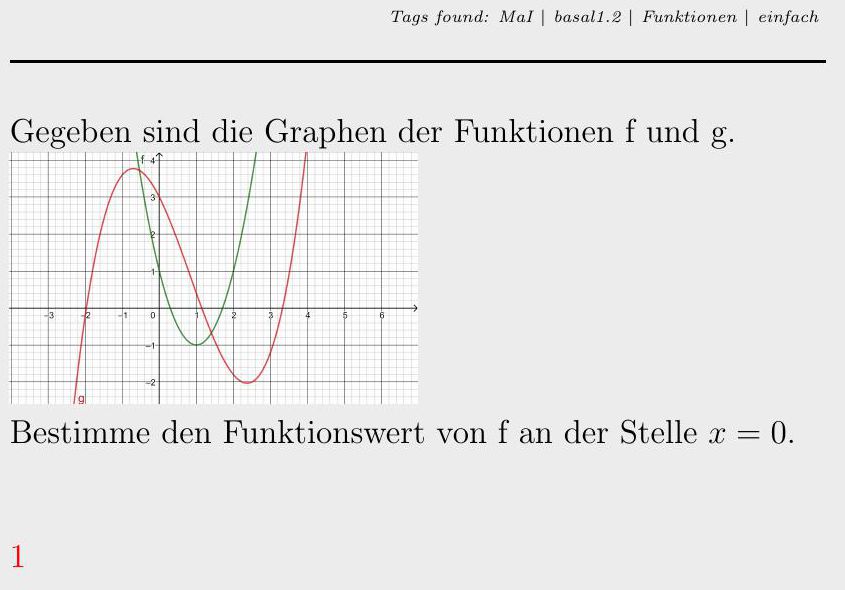 Tags found: MaI | basal1.2 | Funktionen | einfach
Gegeben sind die Graphen der Funktionen f und g.
f 4
3
2
1
−3 −2 −1 0 1 2 3 4 5 6
−1
−2
g
Bestimme den Funktionswert von f an der Stelle x = 0.
1